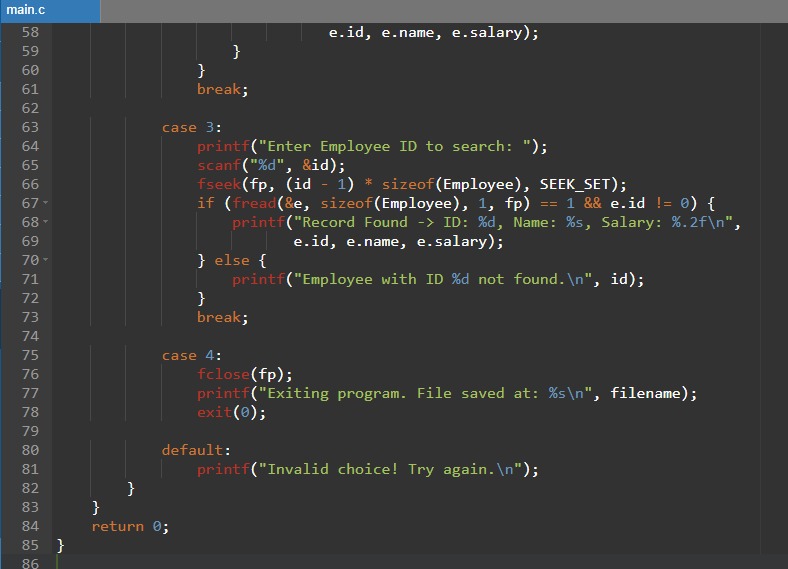 main.c
58 e.id, e.name, e.salary);
59 }
60 }
61 break;
62
63 case 3:
64 printf("Enter Employee ID to search: ");
65 scanf("%d", &id);
66 fseek(fp, (id - 1) * sizeof(Employee), SEEK_SET);
67 if (fread(&e, sizeof(Employee), 1, fp) == 1 && e.id != 0) {
68 printf("Record Found -> ID: %d, Name: %s, Salary: %.2f\n",
69 e.id, e.name, e.salary);
70 } else {
71 printf("Employee with ID %d not found.\n", id);
72 }
73 break;
74
75 case 4:
76 fclose(fp);
77 printf("Exiting program. File saved at: %s\n", filename);
78 exit(0);
79
80 default:
81 printf("Invalid choice! Try again.\n");
82 }
83 }
84 return 0;
85 }
86